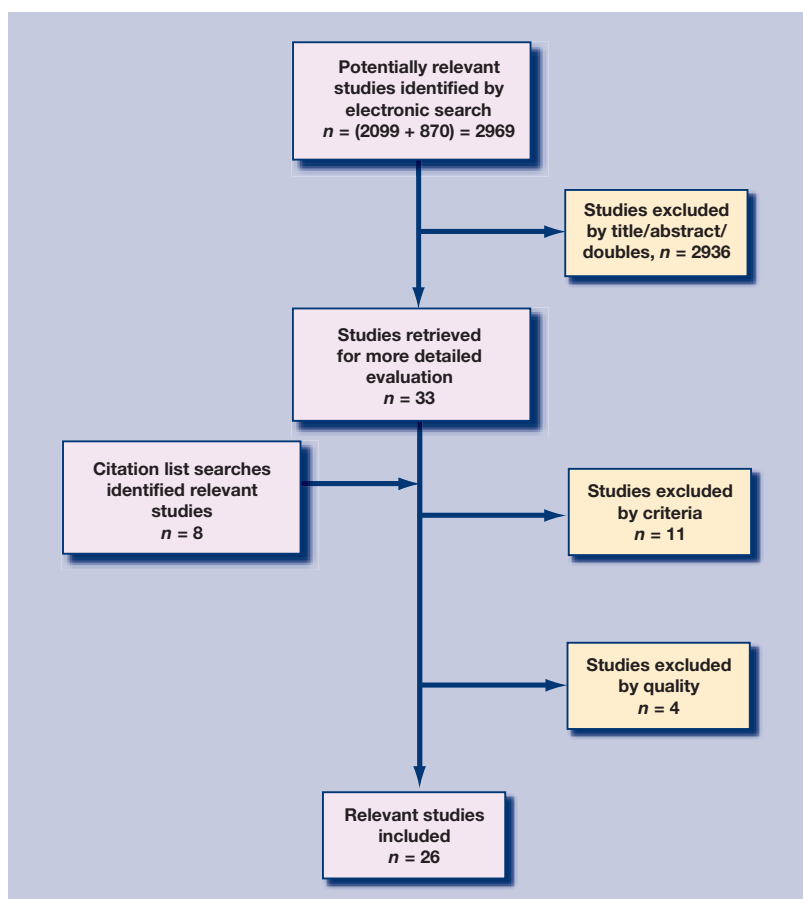 Potentially relevant
studies identified by
electronic search
n = (2099 + 870) = 2969
Studies excluded
by title/abstract/
doubles, n = 2936
Studies retrieved
for more detailed
evaluation
n = 33
Citation list searches
identified relevant
studies
n = 8
Studies excluded
by criteria
n = 11
Studies excluded
by quality
n = 4
Relevant studies
included
n = 26